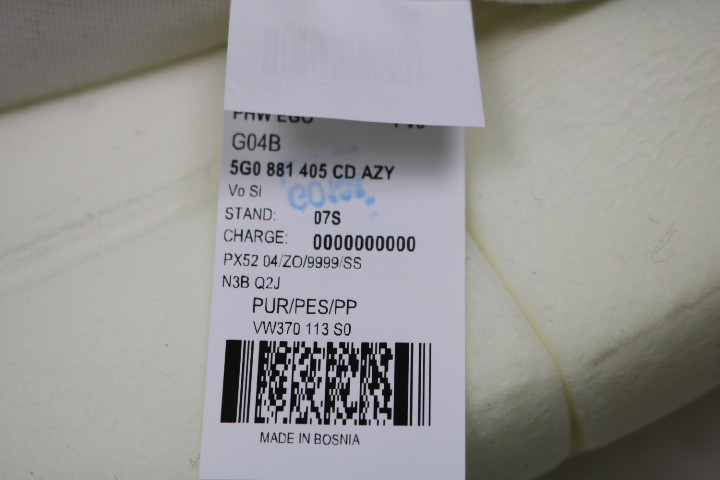 G04B
5G0 881 405 CD AZY
Vo Si
STAND: 07S
CHARGE: 0000000000
PX52 04/ZO/9999/SS
N3B Q2J
PUR/PES/PP
VW370 113 S0
MADE IN BOSNIA